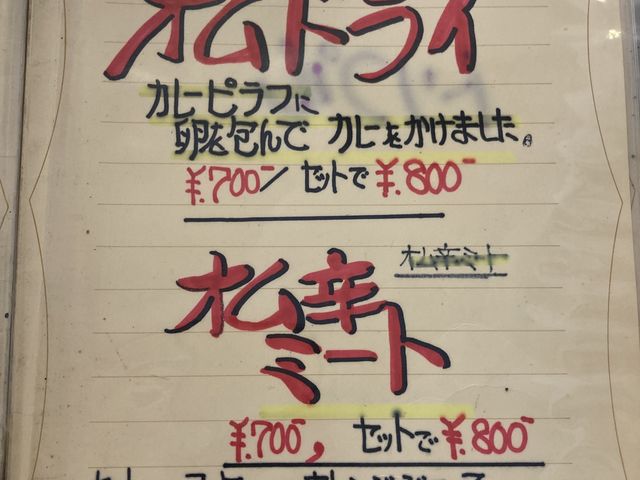 オムドライ
カレーピラフに
卵を包んで カレーをかけました。
¥.700-/ セットで ¥.800-
オム辛 オム辛ミート
ミート
¥.700-, セットで ¥.800-